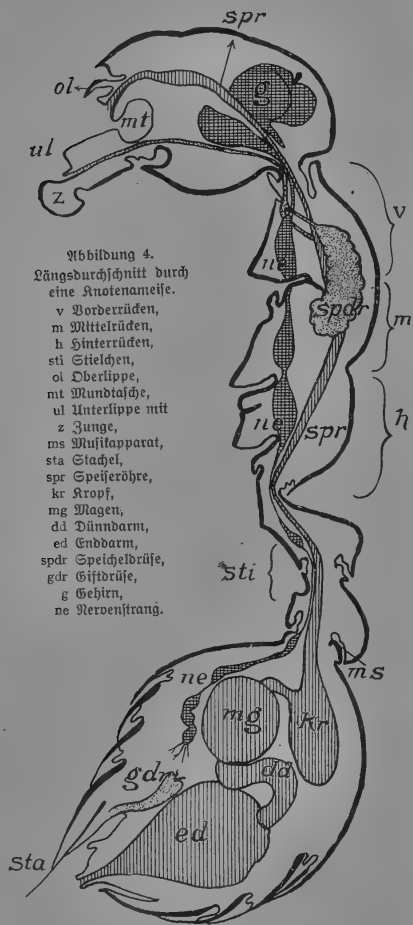 spr
ol
g
mt
ul
z
v
Abbildung 4.
Längsdurchschnitt durch
eine Knotenameise.
v Vorderrücken,
m Mittelrücken,
h Hinterrücken,
sti Stielchen,
ol Oberlippe,
mt Mundtasche,
ul Unterlippe mit
z Zunge,
ms Musikapparat,
sta Stachel,
spr Speiseröhre,
kr Kropf,
mg Magen,
dd Dünndarm,
ed Enddarm,
spdr Speicheldrüse,
gdr Giftdrüse,
g Gehirn,
ne Nervenstrang.
ne
spdr
m
ne
spr
h
sti
ms
ne
mg
kr
gdr
dd
ed
sta